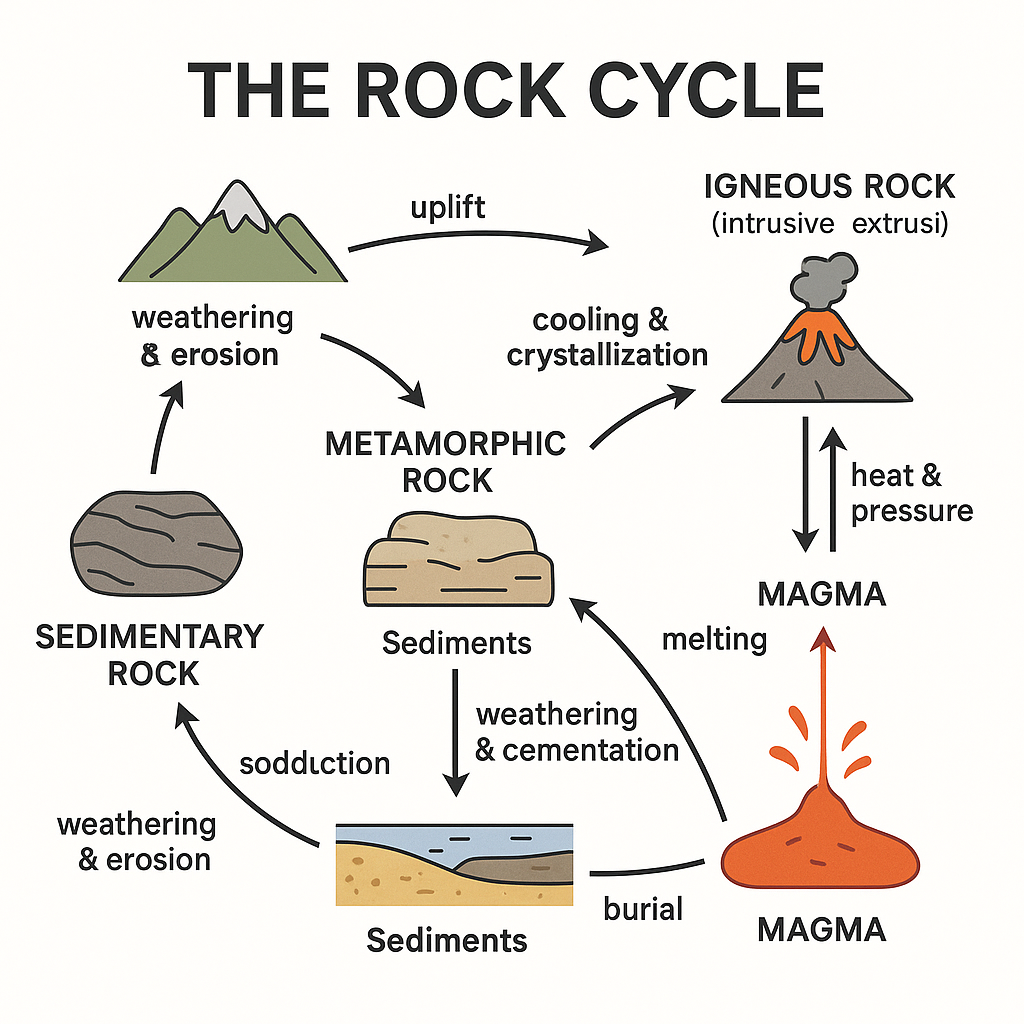 THE ROCK CYCLE
uplift
IGNEOUS ROCK
(intrusive extrusi)
weathering
& erosion
cooling &
crystallization
METAMORPHIC
ROCK
heat &
pressure
MAGMA
SEDIMENTARY
ROCK
Sediments
melting
weathering
& cementation
sodduction
weathering
& erosion
burial
Sediments
MAGMA